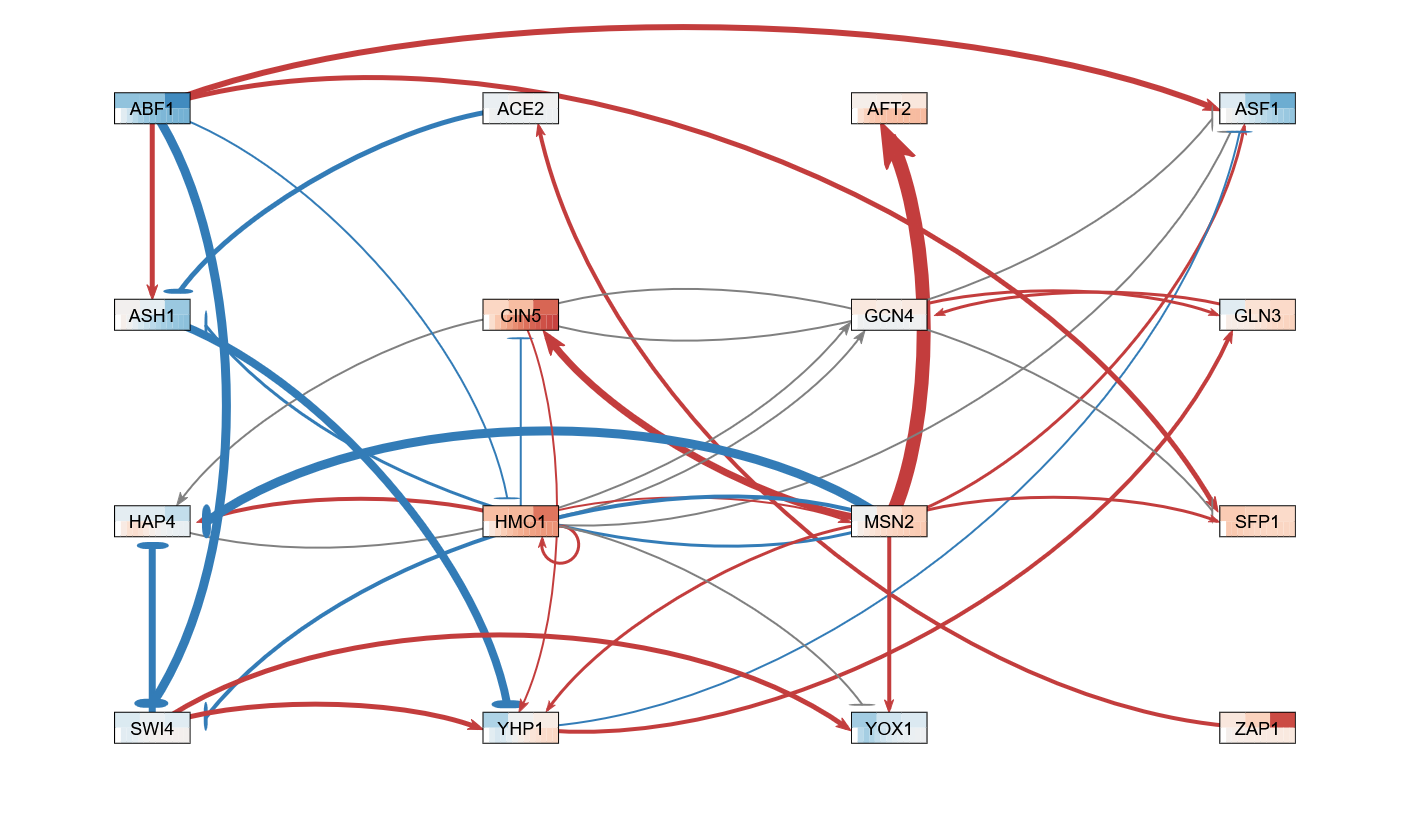 ABF1 ACE2 AFT2 ASF1
ASH1 CIN5 GCN4 GLN3
HAP4 HMO1 MSN2 SFP1
SWI4 YHP1 YOX1 ZAP1